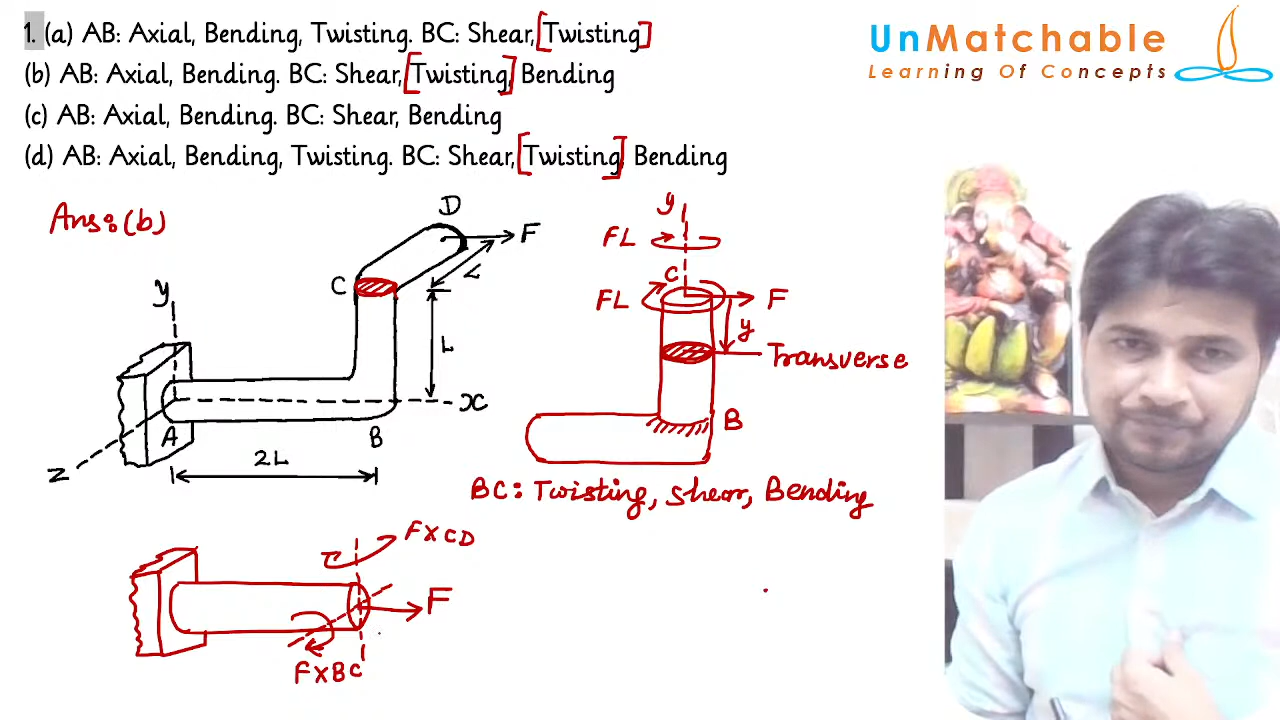 1. (a) AB: Axial, Bending, Twisting. BC: Shear, [Twisting]
(b) AB: Axial, Bending. BC: Shear, [Twisting,] Bending
(c) AB: Axial, Bending. BC: Shear, Bending
(d) AB: Axial, Bending, Twisting. BC: Shear, [Twisting,] Bending
UnMatchable
Learning Of Concepts
Ans: (b)
D
F
L
C
y
L
x
A
B
z
2L
y
FL
C
FL
F
y
Transverse
B
BC: Twisting, Shear, Bending
F×CD
F
F×BC